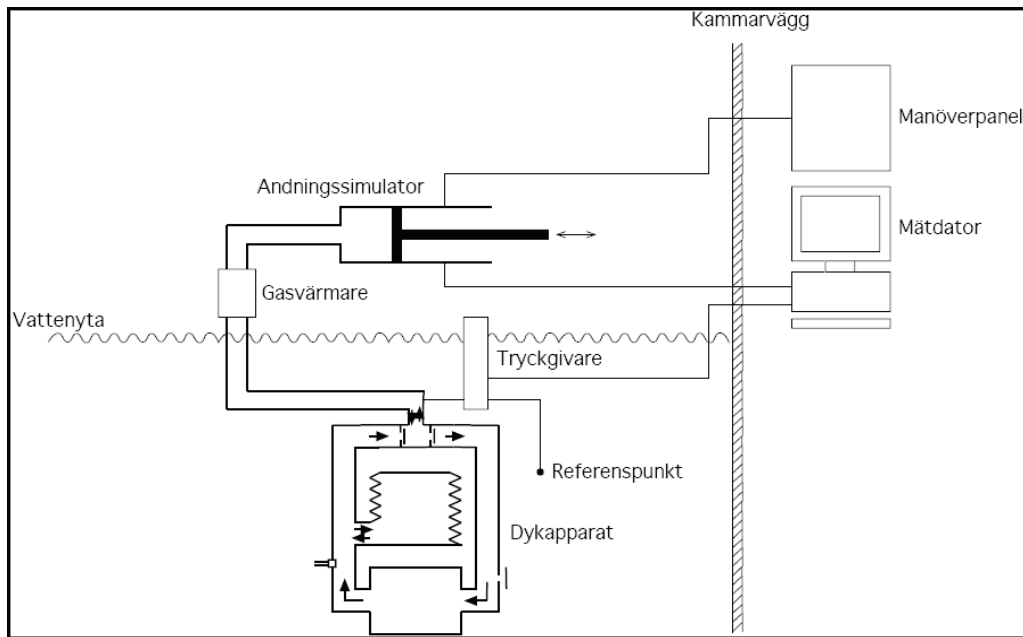 Kammarvägg
Manöverpanel
Andningssimulator
Mätdator
Gasvärmare
Vattenyta
Tryckgivare
Referenspunkt
Dykapparat